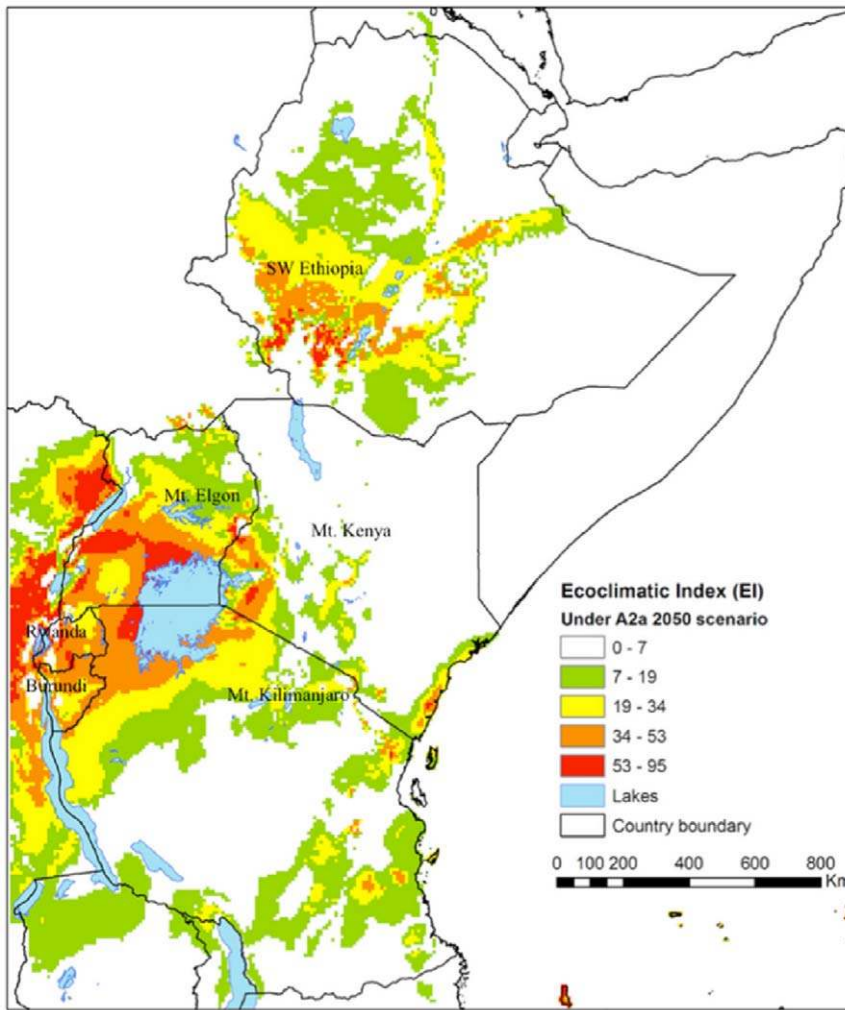 SW Ethiopia
Mt. Elgon
Mt. Kenya
Rwanda
Burundi
Mt. Kilimanjaro
Ecoclimatic Index (EI)
Under A2a 2050 scenario
0 - 7
7 - 19
19 - 34
34 - 53
53 - 95
Lakes
Country boundary
0 100 200 400 600 800
Km